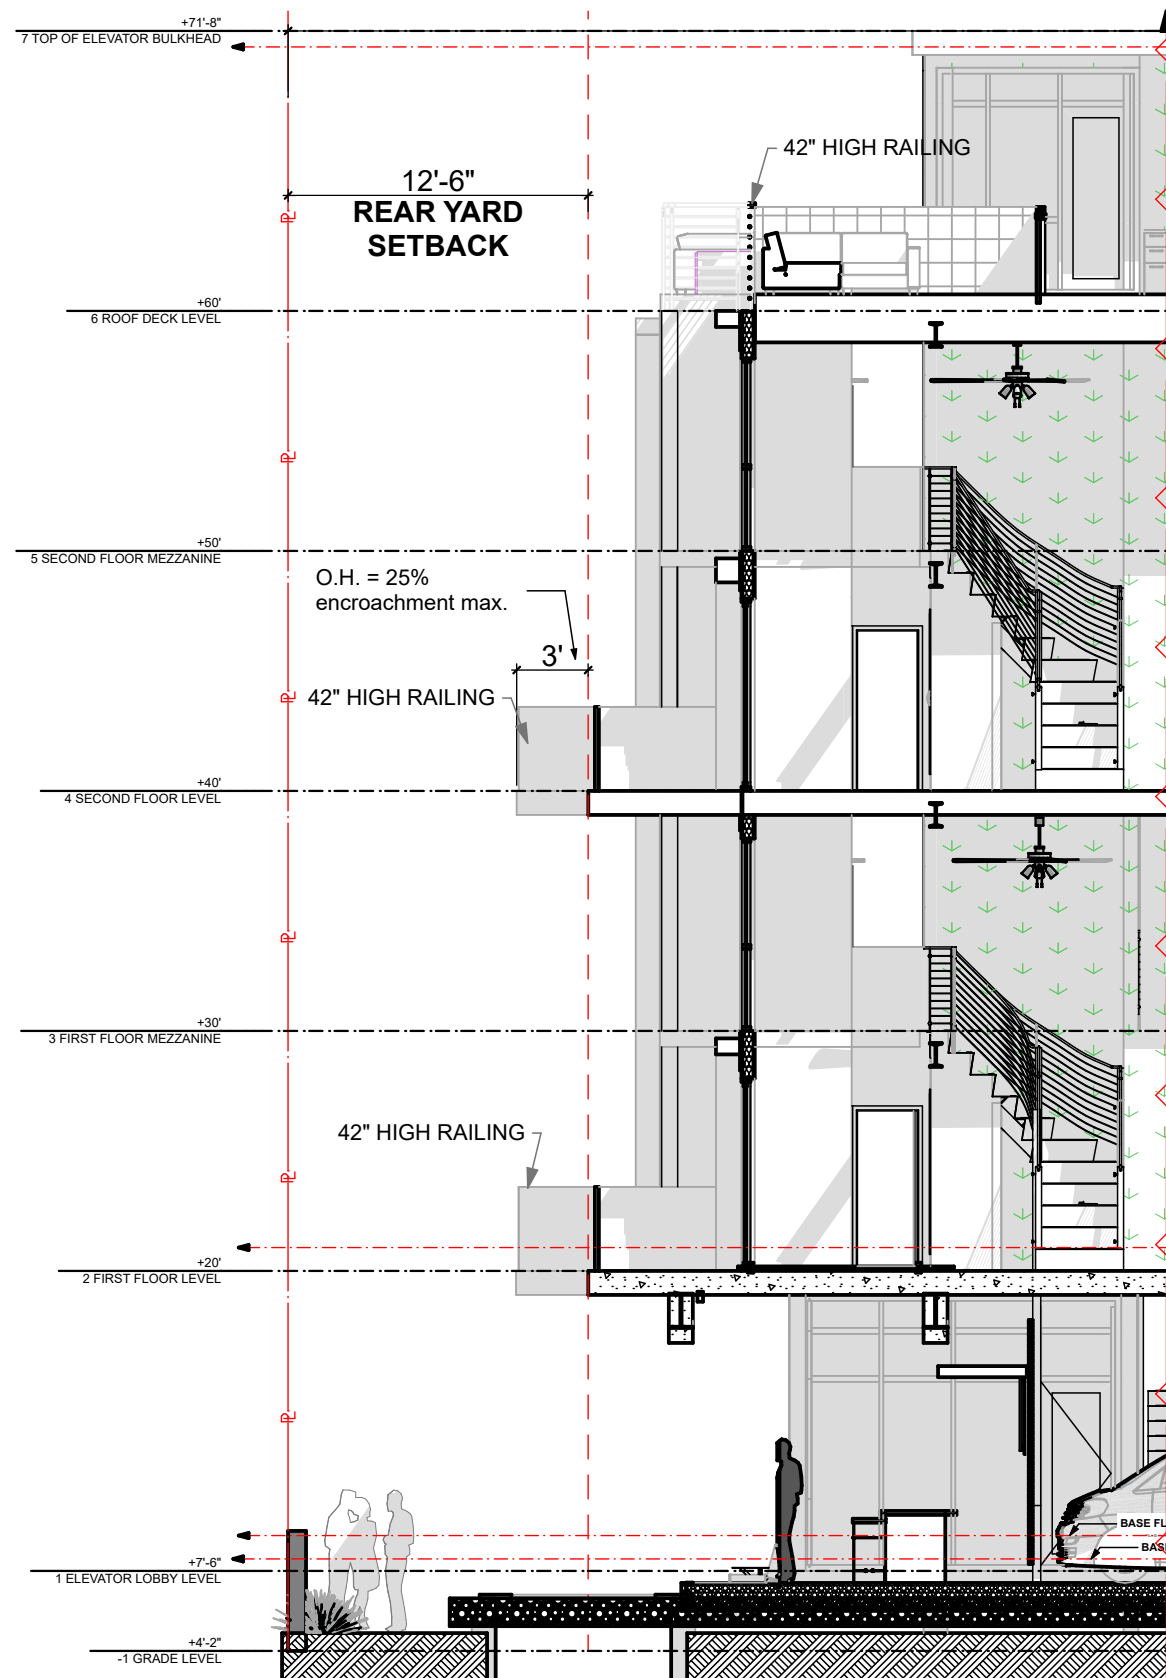 +71'-8"
7 TOP OF ELEVATOR BULKHEAD
42" HIGH RAILING
12'-6"
REAR YARD
SETBACK
+60'
6 ROOF DECK LEVEL
+50'
5 SECOND FLOOR MEZZANINE
O.H. = 25%
encroachment max.
3'
42" HIGH RAILING
+40'
4 SECOND FLOOR LEVEL
+30'
3 FIRST FLOOR MEZZANINE
42" HIGH RAILING
+20'
2 FIRST FLOOR LEVEL
BASE FL
BAS
+7'-6"
1 ELEVATOR LOBBY LEVEL
+4'-2"
-1 GRADE LEVEL